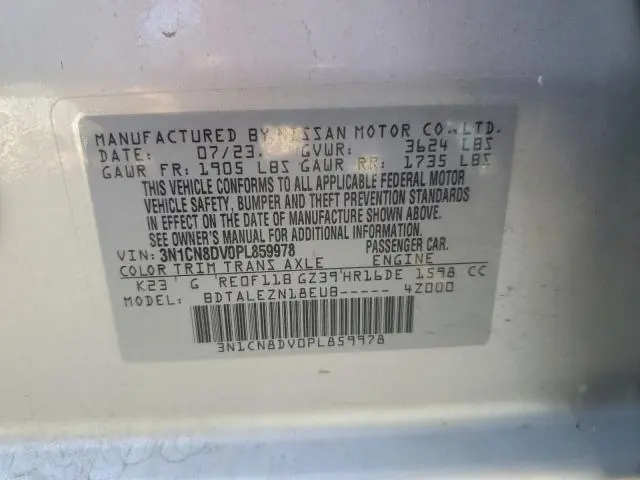 MANUFACTURED BY NISSAN MOTOR CO., LTD.
DATE: 07/23. GVWR: 3624 LBS
GAWR FR: 1905 LBS GAWR RR: 1735 LBS
THIS VEHICLE CONFORMS TO ALL APPLICABLE FEDERAL MOTOR
VEHICLE SAFETY, BUMPER AND THEFT PREVENTION STANDARDS
IN EFFECT ON THE DATE OF MANUFACTURE SHOWN ABOVE.
SEE OWNER'S MANUAL FOR ADDITIONAL INFORMATION.
VIN: 3N1CN8DV0PL859978 PASSENGER CAR.
COLOR TRIM TRANS AXLE ENGINE
K23 G RE0F11B GZ39 HR16DE 1598 CC
MODEL: BDTALEZN18EUB----- 4Z000
3N1CN8DV0PL859978